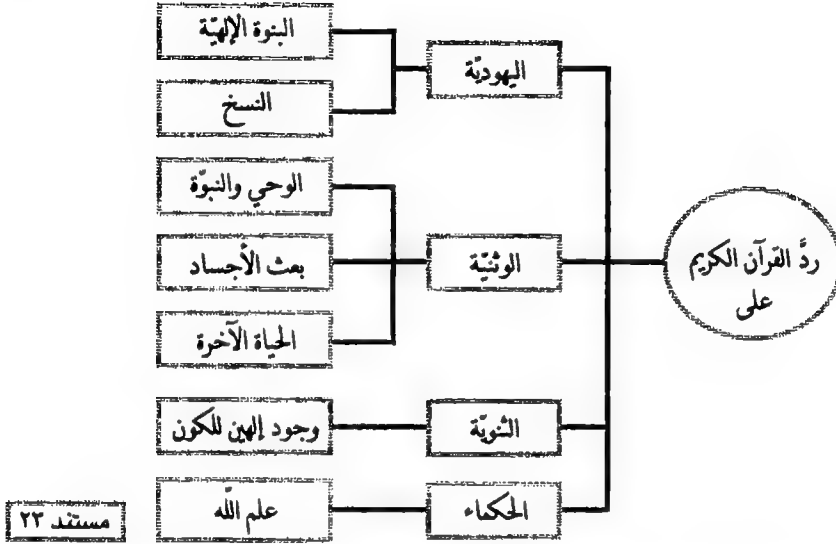 ردَّ القرآن الكريم
على
اليهوديّة
البنوة الإلهيّة
النسخ
الوثنيّة
الوحي والنبوّة
بعث الأجساد
الحياة الآخرة
الثنويّة
وجود إلهين للكون
الحكماء
علم اللّه
مستند ٢٣